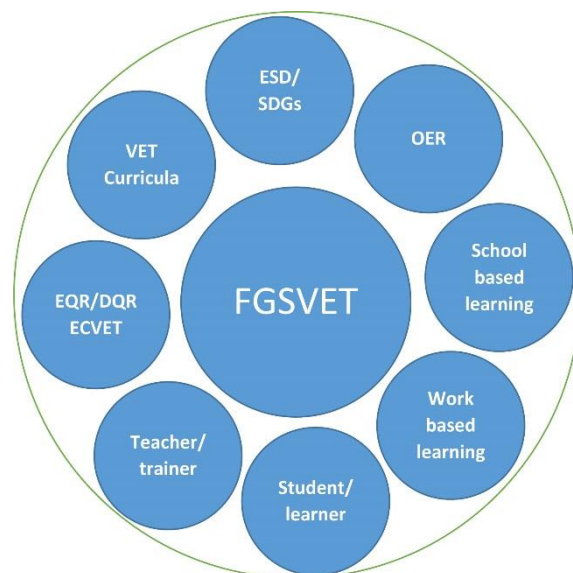 ESD/
SDGs
OER
School
based
learning
Work
based
learning
Student/
learner
Teacher/
trainer
EQR/DQR
ECVET
VET
Curricula
FGSVET